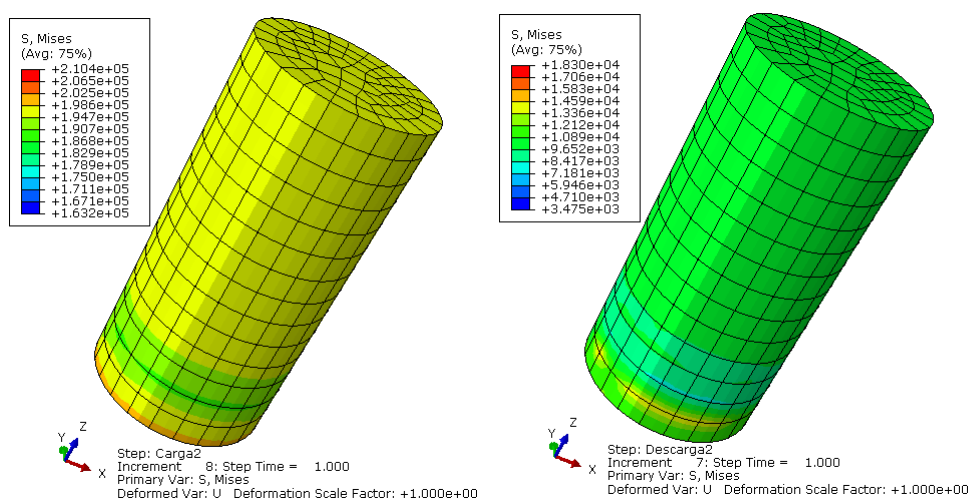 S, Mises
(Avg: 75%)
+2.104e+05
+2.065e+05
+2.025e+05
+1.986e+05
+1.947e+05
+1.907e+05
+1.868e+05
+1.829e+05
+1.789e+05
+1.750e+05
+1.711e+05
+1.671e+05
+1.632e+05
Y
Z
X
Step: Carga2
Increment 8: Step Time = 1.000
Primary Var: S, Mises
Deformed Var: U Deformation Scale Factor: +1.000e+00
S, Mises
(Avg: 75%)
+1.830e+04
+1.706e+04
+1.583e+04
+1.459e+04
+1.336e+04
+1.212e+04
+1.089e+04
+9.652e+03
+8.417e+03
+7.181e+03
+5.946e+03
+4.710e+03
+3.475e+03
Y
Z
X
Step: Descarga2
Increment 7: Step Time = 1.000
Primary Var: S, Mises
Deformed Var: U Deformation Scale Factor: +1.000e+00